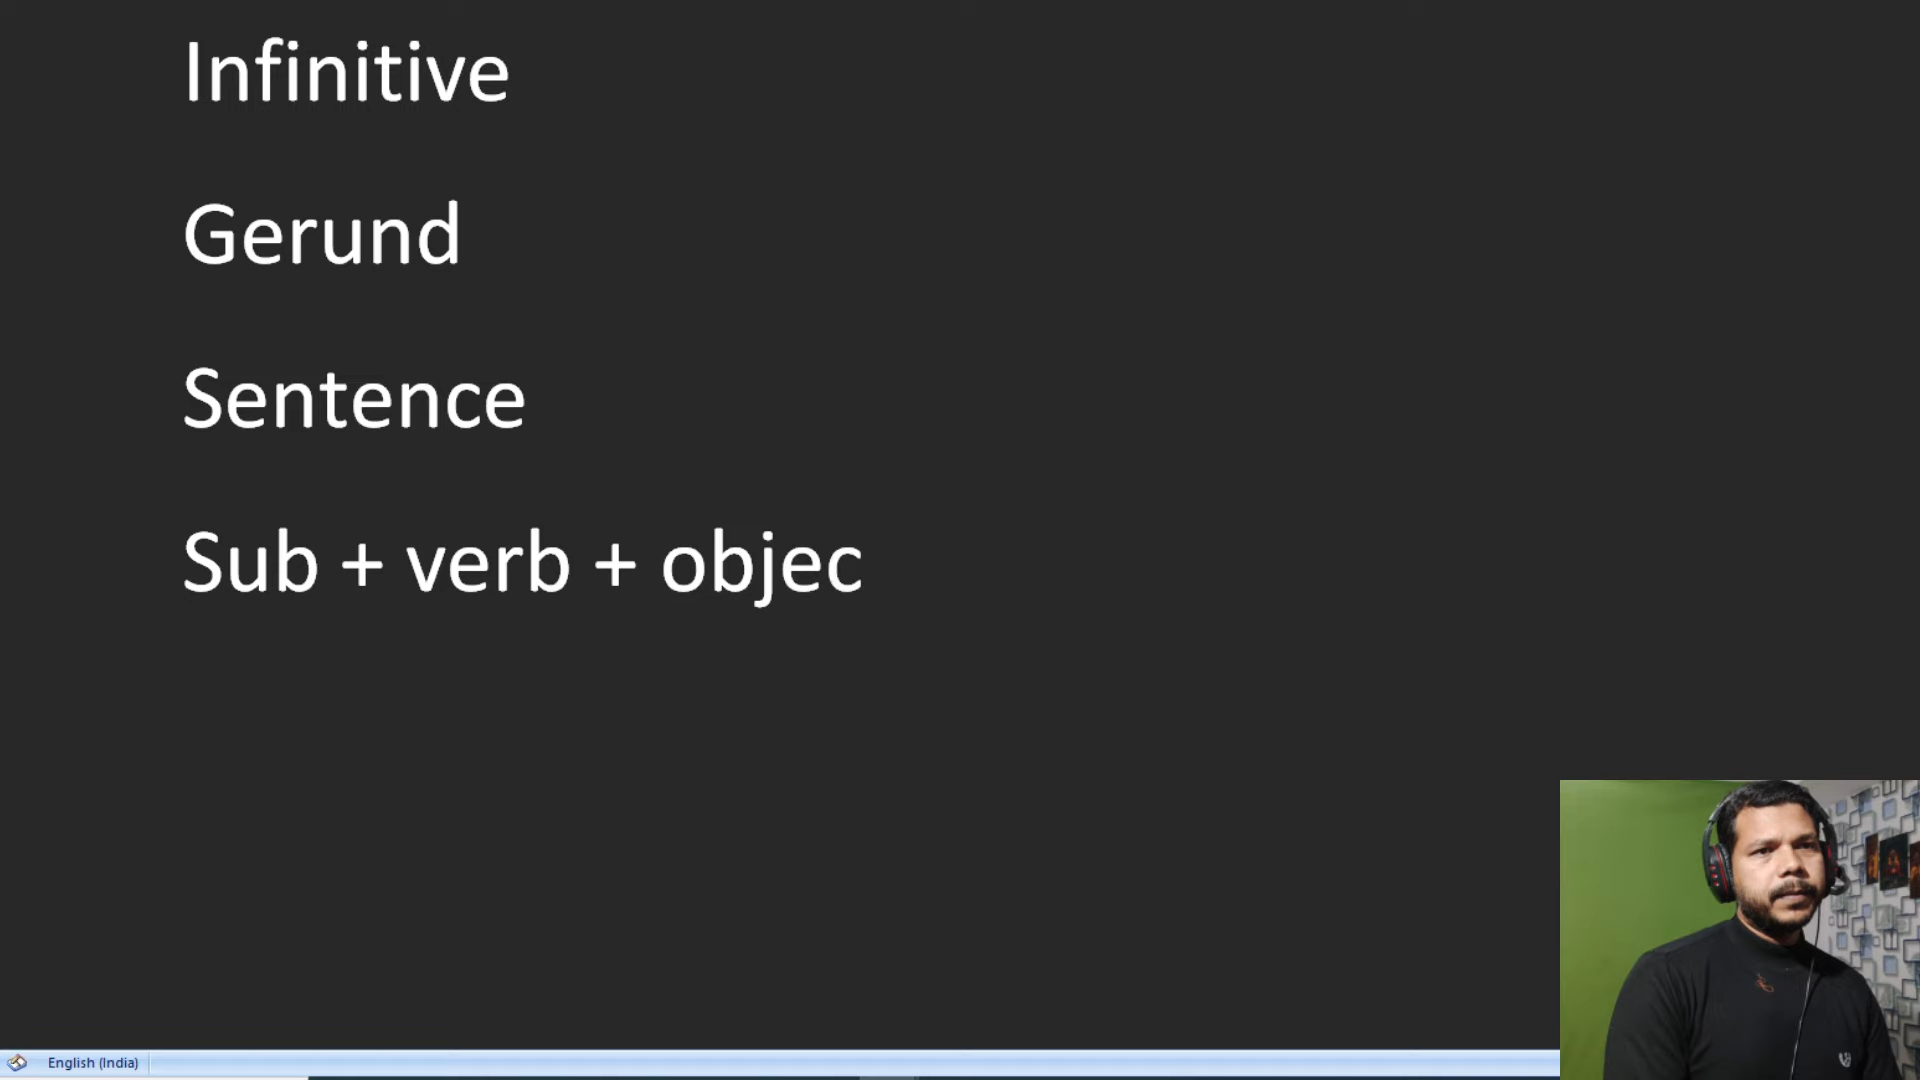 Infinitive
Gerund
Sentence
Sub + verb + objec
English (India)